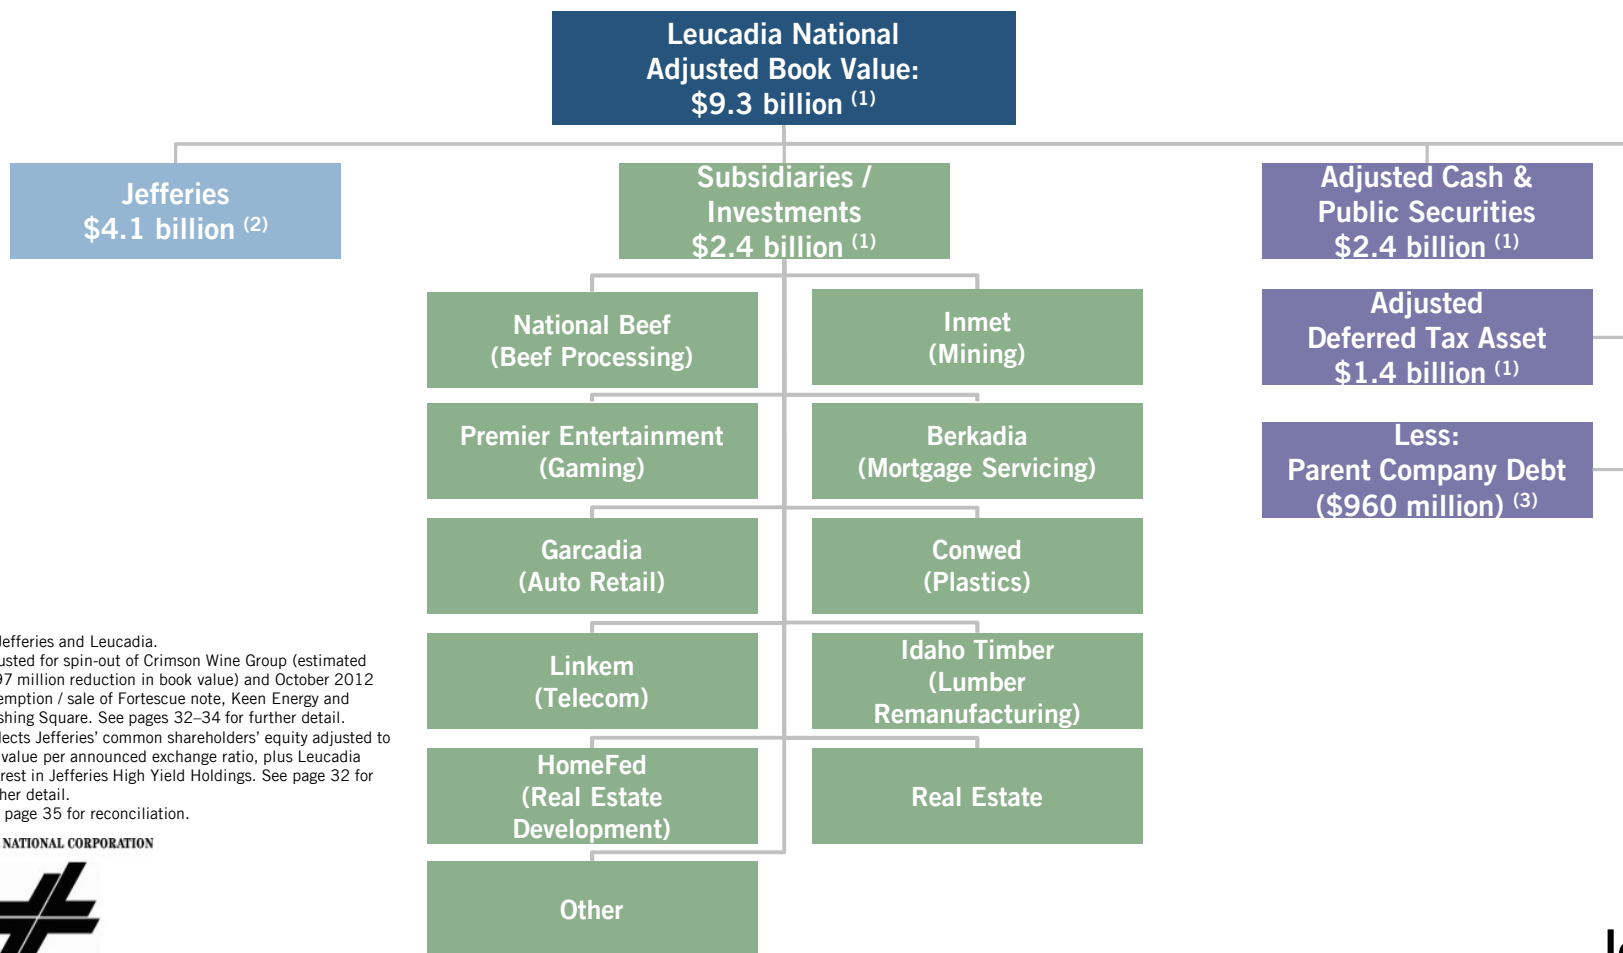 Leucadia National
Adjusted Book Value:
$9.3 billion (1)
Jefferies
$4.1 billion (2)
Subsidiaries /
Investments
$2.4 billion (1)
Adjusted Cash &
Public Securities
$2.4 billion (1)
National Beef
(Beef Processing)
Inmet
(Mining)
Adjusted
Deferred Tax Asset
$1.4 billion (1)
Premier Entertainment
(Gaming)
Berkadia
(Mortgage Servicing)
Less:
Parent Company Debt
($960 million) (3)
Garcadia
(Auto Retail)
Conwed
(Plastics)
Linkem
(Telecom)
Idaho Timber
(Lumber
Remanufacturing)
HomeFed
(Real Estate
Development)
Real Estate
Other
Jefferies and Leucadia.
usted for spin-out of Crimson Wine Group (estimated
97 million reduction in book value) and October 2012
emption / sale of Fortescue note, Keen Energy and
shing Square. See pages 32–34 for further detail.
lects Jefferies' common shareholders' equity adjusted to
value per announced exchange ratio, plus Leucadia
rest in Jefferies High Yield Holdings. See page 32 for
her detail.
page 35 for reconciliation.
NATIONAL CORPORATION